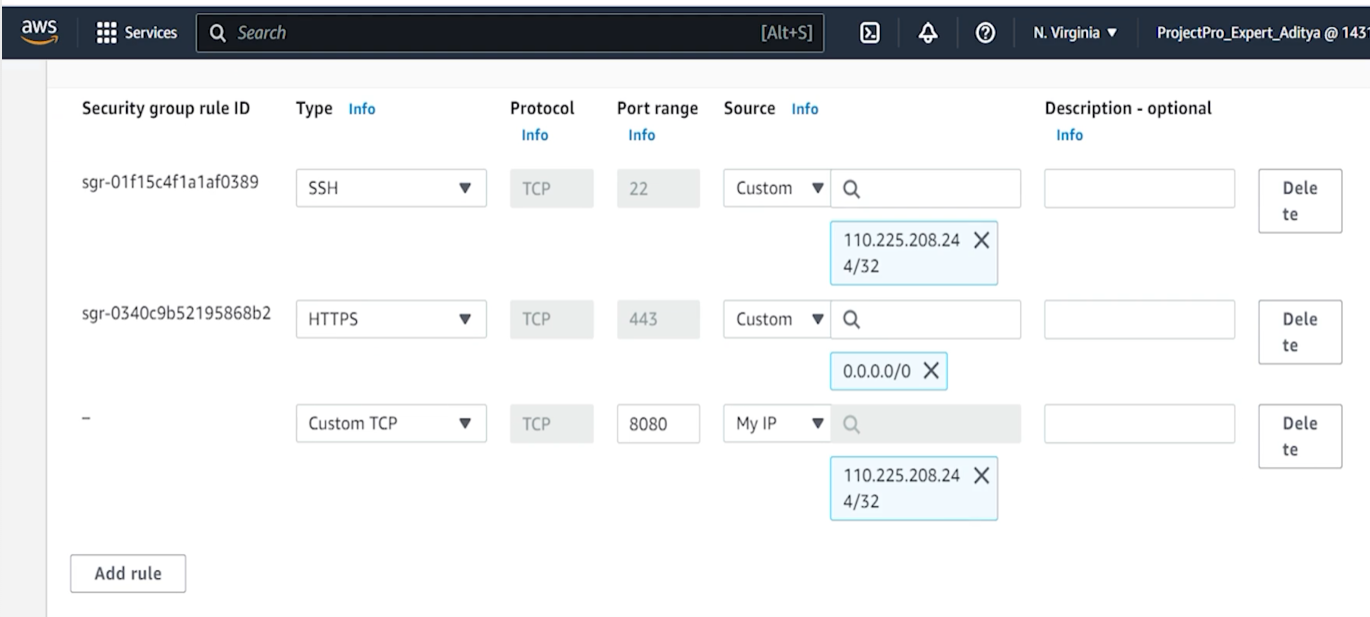 aws Services Search [Alt+S] N. Virginia ▼ ProjectPro_Expert_Aditya @ 1431
Security group rule ID Type Info Protocol Port range Source Info Description - optional
Info Info Info
sgr-01f15c4f1a1af0389 SSH TCP 22 Custom Dele
te
110.225.208.24
4/32
sgr-0340c9b52195868b2 HTTPS TCP 443 Custom Dele
te
0.0.0.0/0
– Custom TCP TCP 8080 My IP Dele
te
110.225.208.24
4/32
Add rule